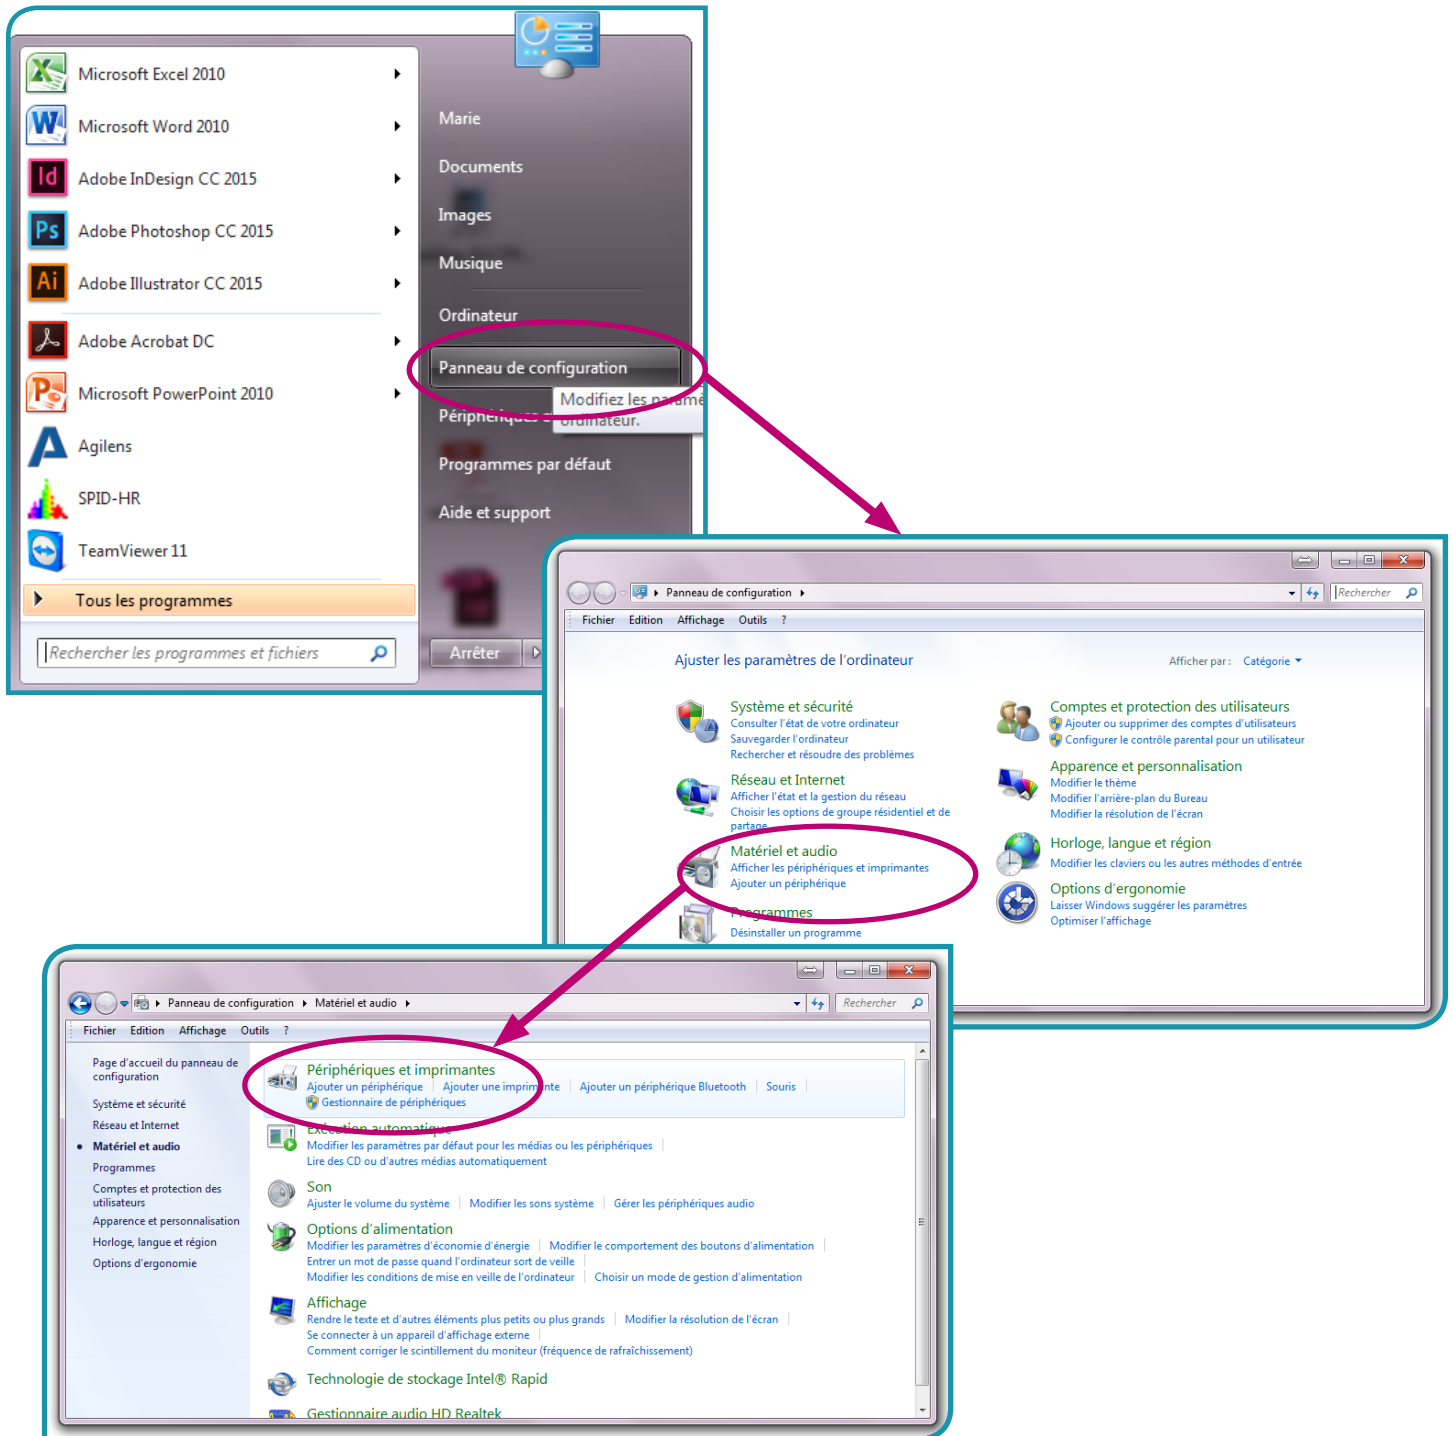 Microsoft Excel 2010
Microsoft Word 2010
Id
Adobe InDesign CC 2015
Ps
Adobe Photoshop CC 2015
Ai
Adobe Illustrator CC 2015
Adobe Acrobat DC
Microsoft PowerPoint 2010
Agilens
SPID-HR
TeamViewer 11
Tous les programmes
Rechercher les programmes et fichiers
Marie
Documents
Images
Musique
Ordinateur
Panneau de configuration
Modifiez les paramè
ordinateur.
Périphériques e
Programmes par défaut
Aide et support
Arrêter
Panneau de configuration
Rechercher
Fichier Edition Affichage Outils ?
Ajuster les paramètres de l'ordinateur
Afficher par : Catégorie
Système et sécurité
Consulter l'état de votre ordinateur
Sauvegarder l'ordinateur
Rechercher et résoudre des problèmes
Réseau et Internet
Afficher l'état et la gestion du réseau
Choisir les options de groupe résidentiel et de
partage
Matériel et audio
Afficher les périphériques et imprimantes
Ajouter un périphérique
Programmes
Désinstaller un programme
Comptes et protection des utilisateurs
Ajouter ou supprimer des comptes d'utilisateurs
Configurer le contrôle parental pour un utilisateur
Apparence et personnalisation
Modifier le thème
Modifier l'arrière-plan du Bureau
Modifier la résolution de l'écran
Horloge, langue et région
Modifier les claviers ou les autres méthodes d'entrée
Options d'ergonomie
Laisser Windows suggérer les paramètres
Optimiser l'affichage
Panneau de configuration Matériel et audio
Rechercher
Fichier Edition Affichage Outils ?
Page d'accueil du panneau de
configuration
Système et sécurité
Réseau et Internet
Matériel et audio
Programmes
Comptes et protection des
utilisateurs
Apparence et personnalisation
Horloge, langue et région
Options d'ergonomie
Périphériques et imprimantes
Ajouter un périphérique Ajouter une imprimante Ajouter un périphérique Bluetooth Souris
Gestionnaire de périphériques
Exécution automatique
Modifier les paramètres par défaut pour les médias ou les périphériques
Lire des CD ou d'autres médias automatiquement
Son
Ajuster le volume du système Modifier les sons système Gérer les périphériques audio
Options d'alimentation
Modifier les paramètres d'économie d'énergie Modifier le comportement des boutons d'alimentation
Entrer un mot de passe quand l'ordinateur sort de veille
Modifier les conditions de mise en veille de l'ordinateur Choisir un mode de gestion d'alimentation
Affichage
Rendre le texte et d'autres éléments plus petits ou plus grands Modifier la résolution de l'écran
Se connecter à un appareil d'affichage externe
Comment corriger le scintillement du moniteur (fréquence de rafraîchissement)
Technologie de stockage Intel® Rapid
Gestionnaire audio HD Realtek